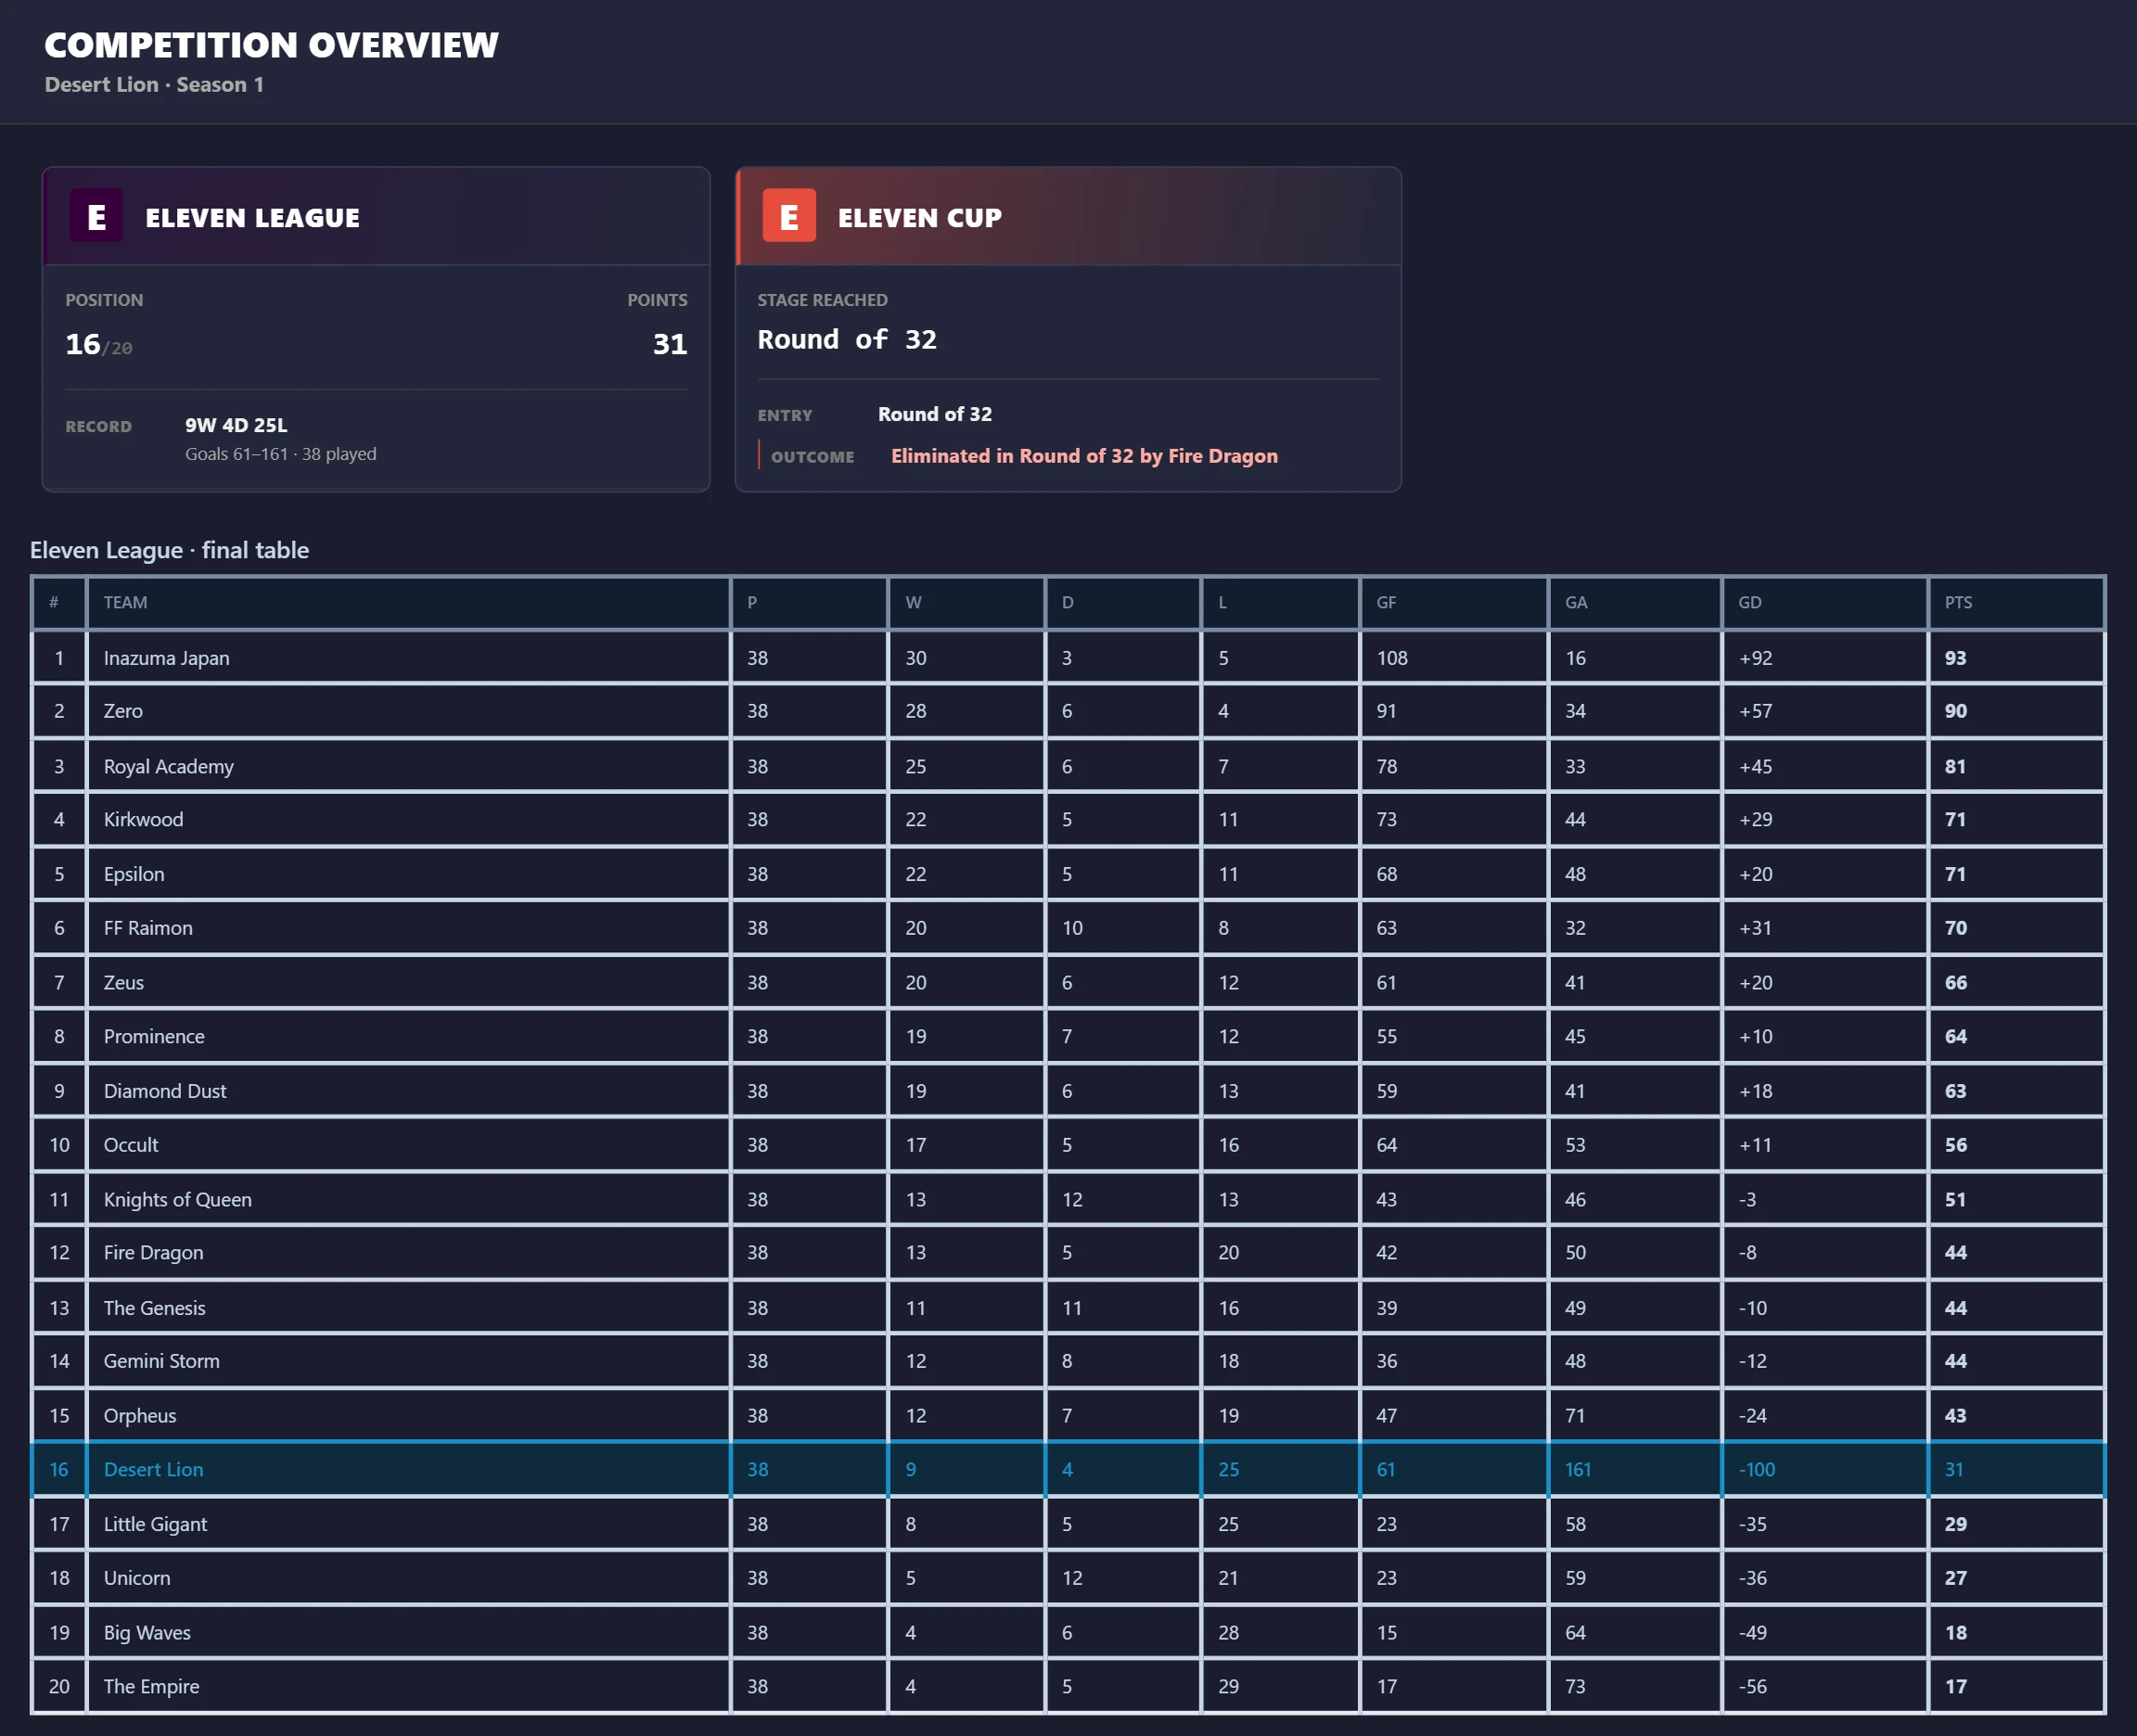 COMPETITION OVERVIEW
Desert Lion · Season 1
E ELEVEN LEAGUE
POSITION POINTS
16/20 31
RECORD 9W 4D 25L
Goals 61–161 · 38 played
E ELEVEN CUP
STAGE REACHED
Round of 32
ENTRY Round of 32
OUTCOME Eliminated in Round of 32 by Fire Dragon
Eleven League · final table
# TEAM P W D L GF GA GD PTS
1 Inazuma Japan 38 30 3 5 108 16 +92 93
2 Zero 38 28 6 4 91 34 +57 90
3 Royal Academy 38 25 6 7 78 33 +45 81
4 Kirkwood 38 22 5 11 73 44 +29 71
5 Epsilon 38 22 5 11 68 48 +20 71
6 FF Raimon 38 20 10 8 63 32 +31 70
7 Zeus 38 20 6 12 61 41 +20 66
8 Prominence 38 19 7 12 55 45 +10 64
9 Diamond Dust 38 19 6 13 59 41 +18 63
10 Occult 38 17 5 16 64 53 +11 56
11 Knights of Queen 38 13 12 13 43 46 -3 51
12 Fire Dragon 38 13 5 20 42 50 -8 44
13 The Genesis 38 11 11 16 39 49 -10 44
14 Gemini Storm 38 12 8 18 36 48 -12 44
15 Orpheus 38 12 7 19 47 71 -24 43
16 Desert Lion 38 9 4 25 61 161 -100 31
17 Little Gigant 38 8 5 25 23 58 -35 29
18 Unicorn 38 5 12 21 23 59 -36 27
19 Big Waves 38 4 6 28 15 64 -49 18
20 The Empire 38 4 5 29 17 73 -56 17